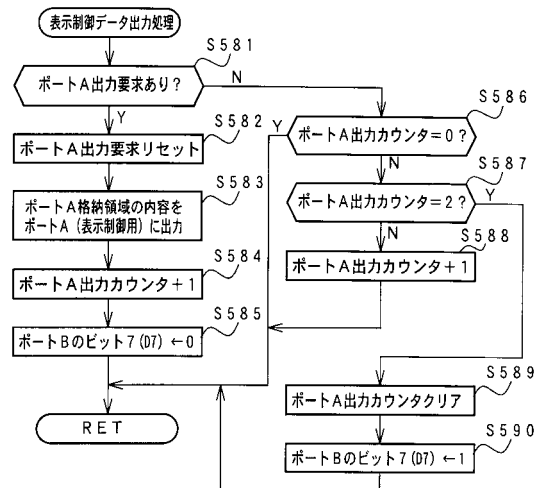 表示制御データ出力処理
S581
ポートA出力要求あり?
N
Y
S582
ポートA出力要求リセット
S583
ポートA格納領域の内容を
ポートA(表示制御用)に出力
S584
ポートA出力カウンタ+1
S585
ポートBのビット7(D7)←0
RET
S586
Y
ポートA出力カウンタ=0?
N
S587
ポートA出力カウンタ=2?
Y
N
S588
ポートA出力カウンタ+1
S589
ポートA出力カウンタクリア
S590
ポートBのビット7(D7)←1